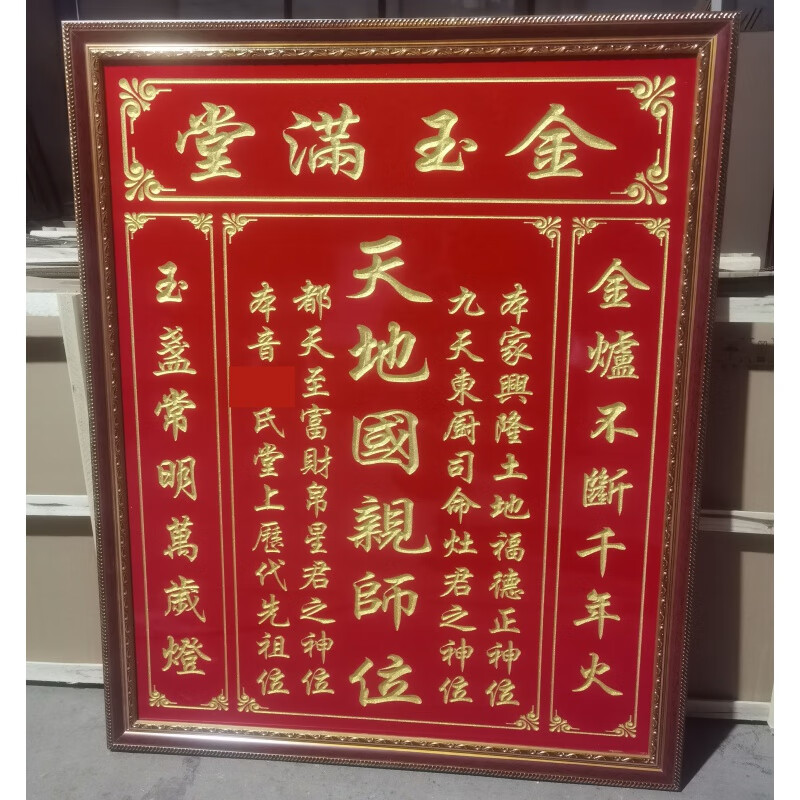 金玉滿堂
金爐不斷千年火
本家興隆土地福德正神位
九天東厨司命灶君之神位
天地國親師位
都天至富財帛星君之神位
本音 氏堂上歷代先祖位
玉盞常明萬歲燈